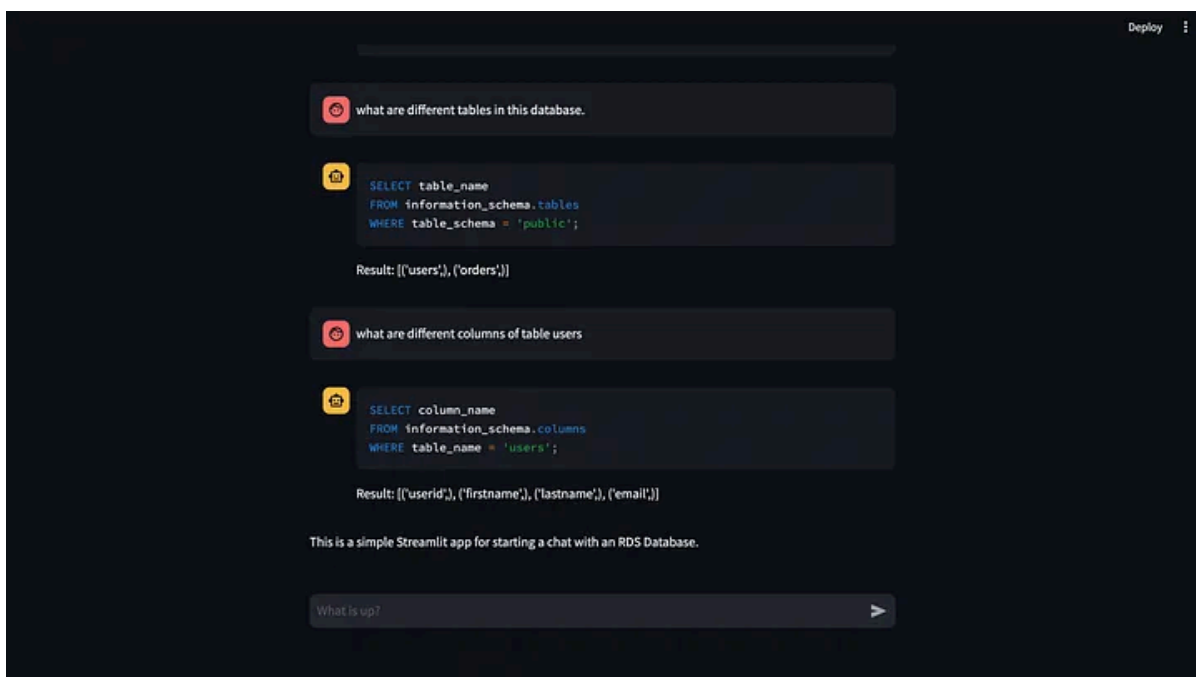 Deploy
what are different tables in this database.
SELECT table_name
FROM information_schema.tables
WHERE table_schema = 'public';
Result: [('users',), ('orders',)]
what are different columns of table users
SELECT column_name
FROM information_schema.columns
WHERE table_name = 'users';
Result: [('userid',), ('firstname',), ('lastname',), ('email',)]
This is a simple Streamlit app for starting a chat with an RDS Database.
What is up?